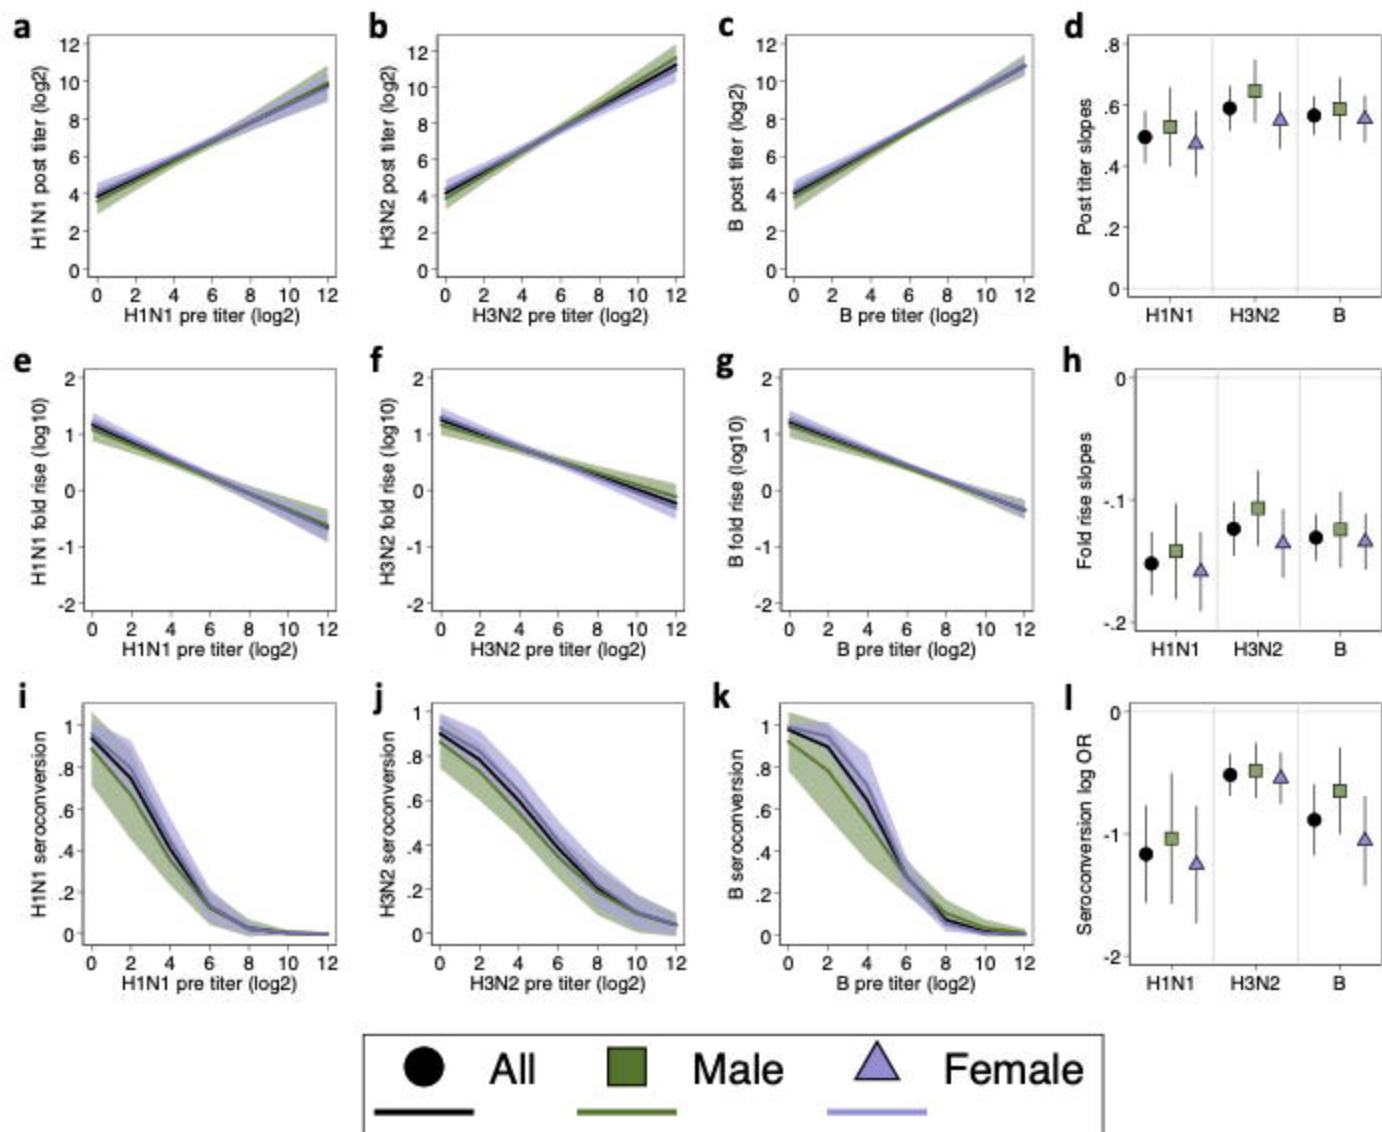 a
12
10
8
6
4
2
0
H1N1 post titer (log2)
0 2 4 6 8 10 12
H1N1 pre titer (log2)
b
12
10
8
6
4
2
0
H3N2 post titer (log2)
0 2 4 6 8 10 12
H3N2 pre titer (log2)
c
12
10
8
6
4
2
0
B post titer (log2)
0 2 4 6 8 10 12
B pre titer (log2)
d
.8
.6
.4
.2
0
Post titer slopes
H1N1 H3N2 B
e
2
1
0
-1
-2
H1N1 fold rise (log10)
0 2 4 6 8 10 12
H1N1 pre titer (log2)
f
2
1
0
-1
-2
H3N2 fold rise (log10)
0 2 4 6 8 10 12
H3N2 pre titer (log2)
g
2
1
0
-1
-2
B fold rise (log10)
0 2 4 6 8 10 12
B pre titer (log2)
h
0
-.1
-.2
Fold rise slopes
H1N1 H3N2 B
i
1
.8
.6
.4
.2
0
H1N1 seroconversion
0 2 4 6 8 10 12
H1N1 pre titer (log2)
j
1
.8
.6
.4
.2
0
H3N2 seroconversion
0 2 4 6 8 10 12
H3N2 pre titer (log2)
k
1
.8
.6
.4
.2
0
B seroconversion
0 2 4 6 8 10 12
B pre titer (log2)
l
0
-1
-2
Seroconversion log OR
H1N1 H3N2 B
All Male Female